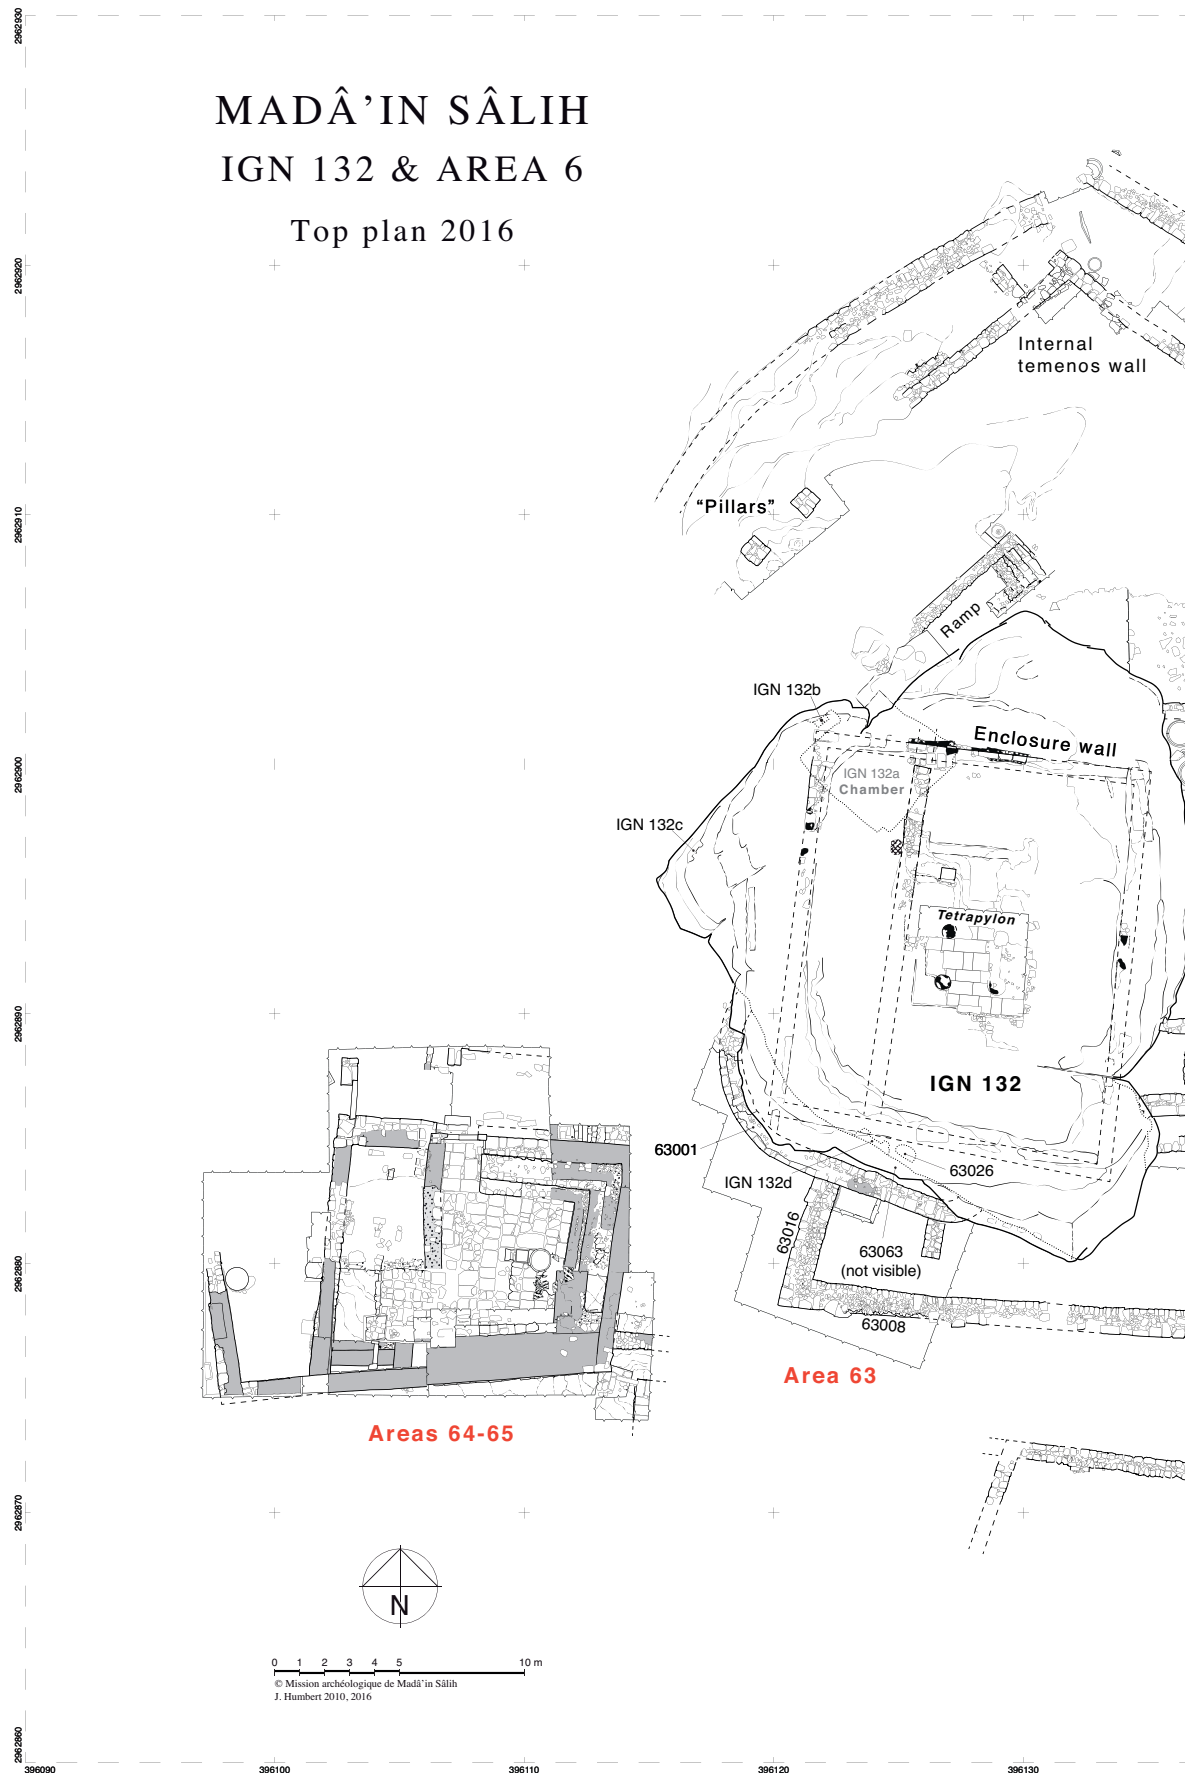 MADÂ’IN SÂLIH
IGN 132 & AREA 6
Top plan 2016
2962930
2962920
2962910
2962900
2962890
2962880
2962870
2962860
Internal
temenos wall
“Pillars”
Ramp
IGN 132b
Enclosure wall
IGN 132a
Chamber
IGN 132c
Tetrapylon
IGN 132
63001
63026
IGN 132d
63016
63063
(not visible)
63008
Area 63
Areas 64-65
N
0 1 2 3 4 5 10 m
© Mission archéologique de Madâ’in Sâlih
J. Humbert 2010, 2016
396090 396100 396110 396120 396130